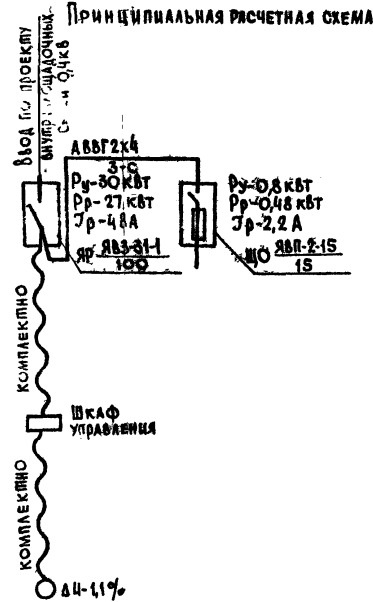 Принципиальная расчетная схема
Ввод по проекту
внутриплощадочных
с и 0,4кв
АВВГ2х4
3-0
Ру-30 квт
Рр-27 квт
Jр-48А
Ру-0,8 квт
Рр-0,48 квт
Jр-2,2 А
ЯР ЯВЗ-31-1
100
ЩО ЯВП-2-15
15
комплектно
Шкаф
управления
комплектно
ΔU-1,1%